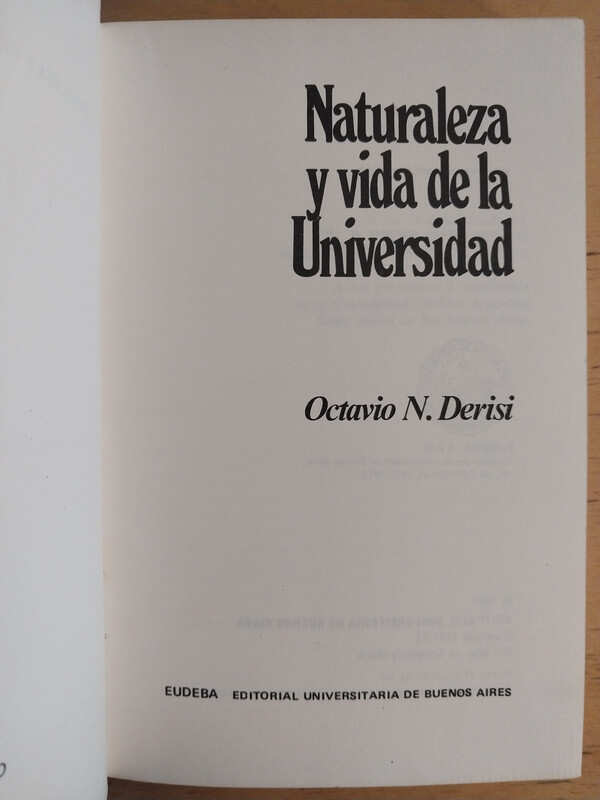 Naturaleza
y vida de la
Universidad
Octavio N. Derisi
EUDEBA EDITORIAL UNIVERSITARIA DE BUENOS AIRES